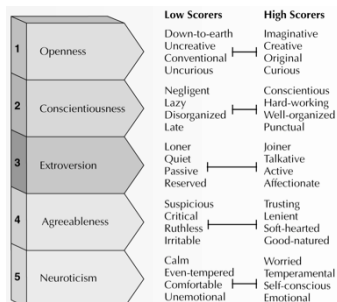 Low Scorers High Scorers
1 Openness
Down-to-earth Imaginative
Uncreative Creative
Conventional Original
Uncurious Curious
2 Conscientiousness
Negligent Conscientious
Lazy Hard-working
Disorganized Well-organized
Late Punctual
3 Extroversion
Loner Joiner
Quiet Talkative
Passive Active
Reserved Affectionate
4 Agreeableness
Suspicious Trusting
Critical Lenient
Ruthless Soft-hearted
Irritable Good-natured
5 Neuroticism
Calm Worried
Even-tempered Temperamental
Comfortable Self-conscious
Unemotional Emotional